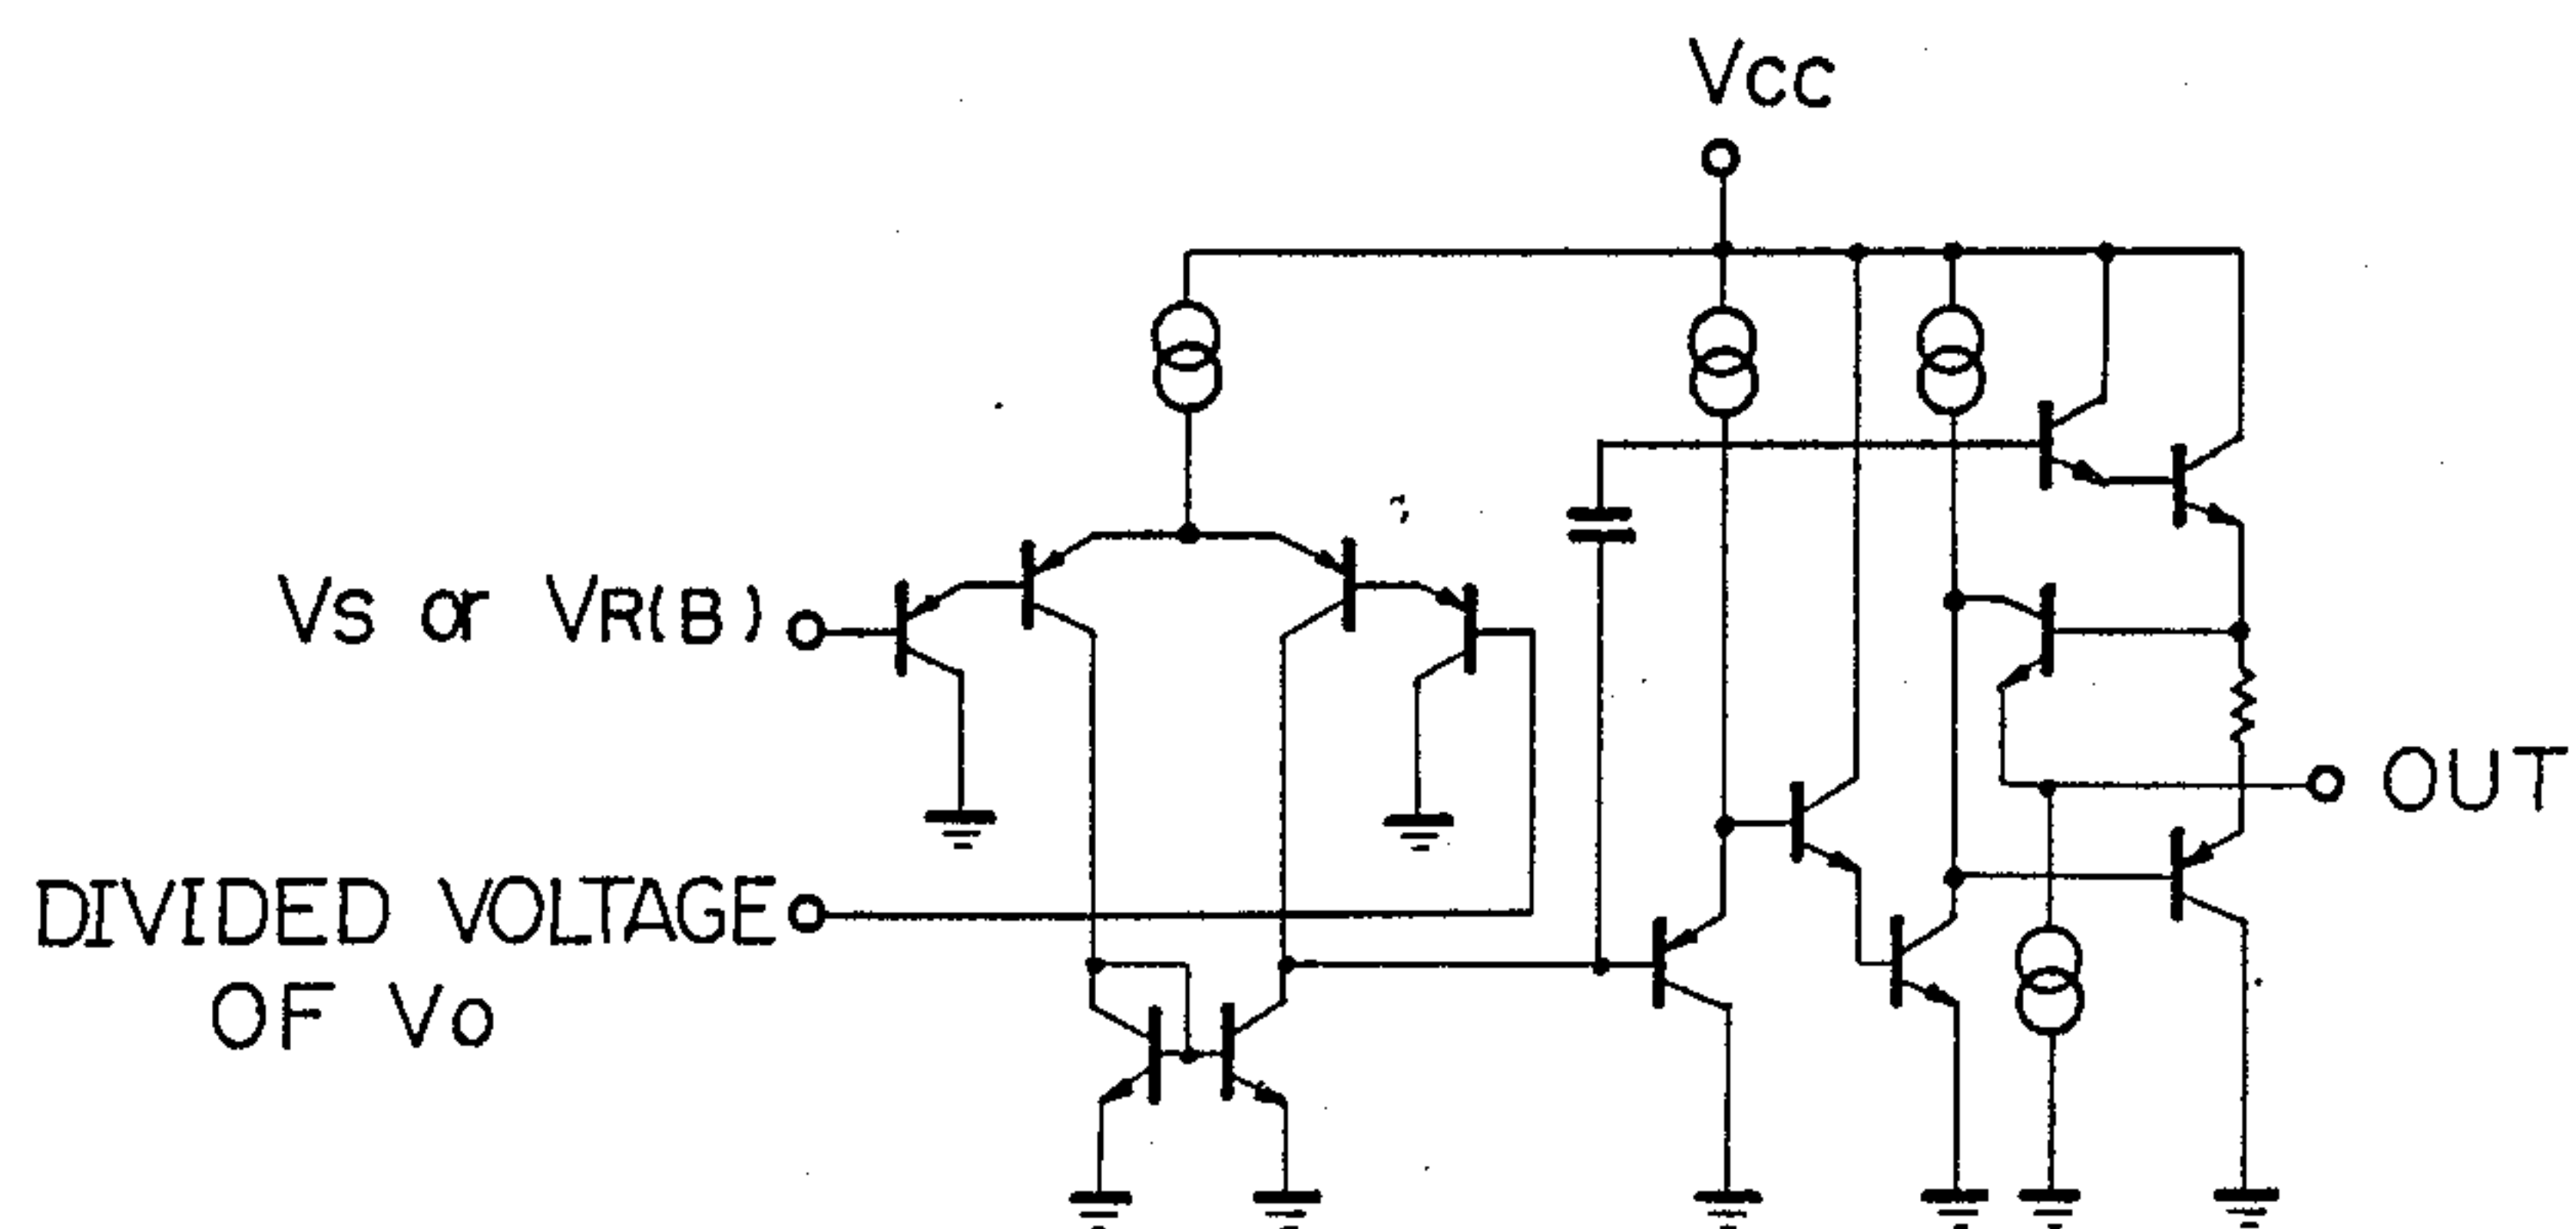 VCC
VS or VR(B)
OUT
DIVIDED VOLTAGE
OF Vo